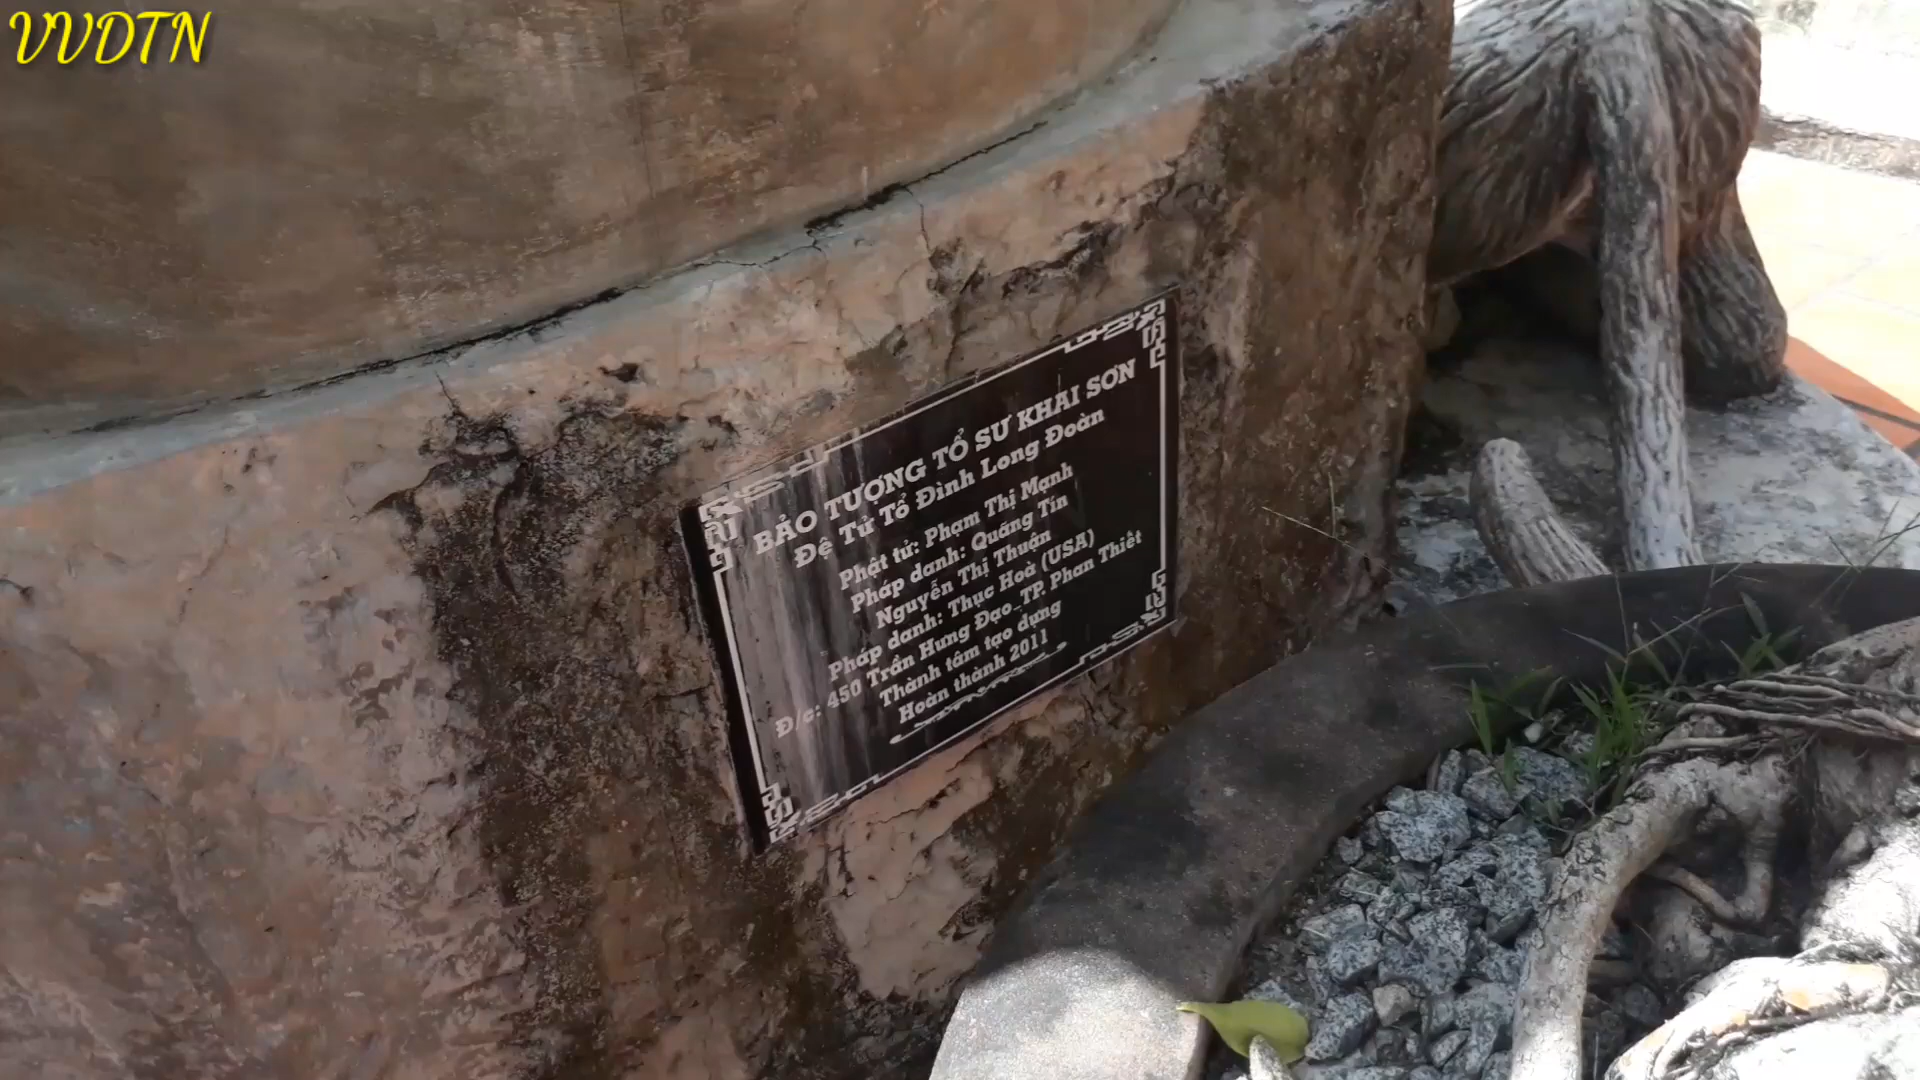 VVDTN
BẢO TƯỢNG TỔ SƯ KHAI SƠN
Đệ Tử Tổ Đình Long Đoàn
Phật tử: Phạm Thị Mạnh
Pháp danh: Quãng Tín
Nguyễn Thị Thuận
Pháp danh: Thục Hoà (USA)
Đ/c: 450 Trần Hưng Đạo_TP. Phan Thiết
Thành tâm tạo dựng
Hoàn thành 2011